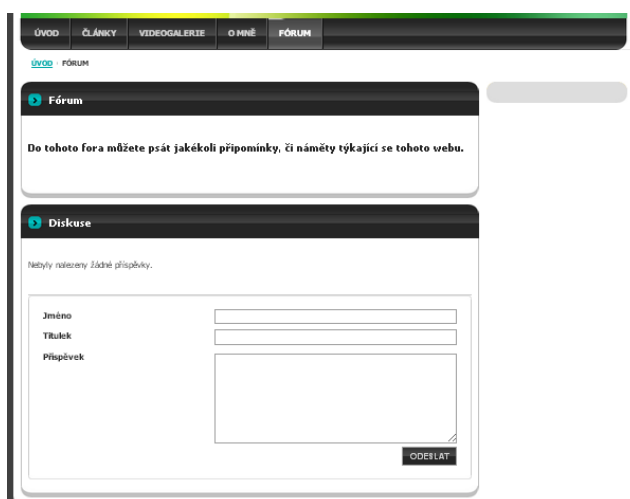 ÚVOD ČLÁNKY VIDEOGALERIE O MNĚ FÓRUM
ÚVOD · FÓRUM
Fórum
Do tohoto fora můžete psát jakékoli připomínky, či náměty týkající se tohoto webu.
Diskuse
Nebyly nalezeny žádné příspěvky.
Jméno
Titulek
Příspěvek
ODESLAT